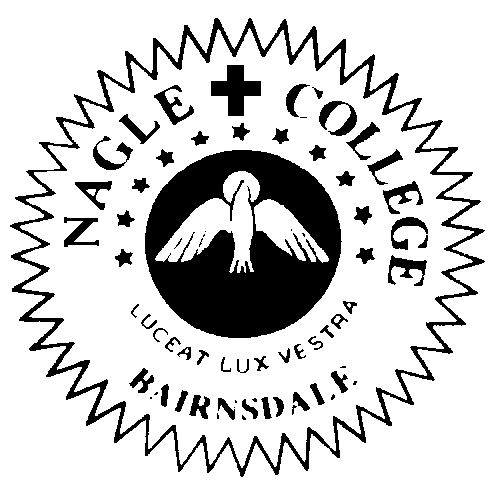 NAGLE COLLEGE
LUCEAT LUX VESTRA
BAIRNSDALE